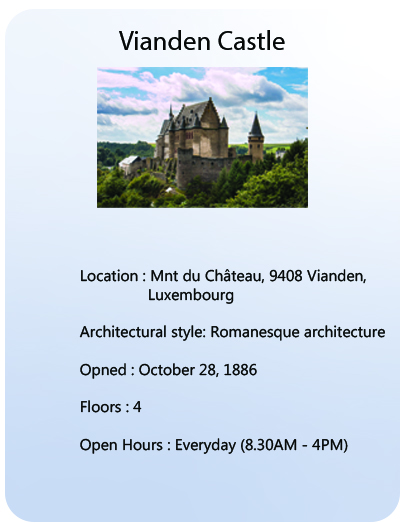 Vianden Castle
Location : Mnt du Château, 9408 Vianden,
Luxembourg
Architectural style: Romanesque architecture
Opned : October 28, 1886
Floors : 4
Open Hours : Everyday (8.30AM - 4PM)